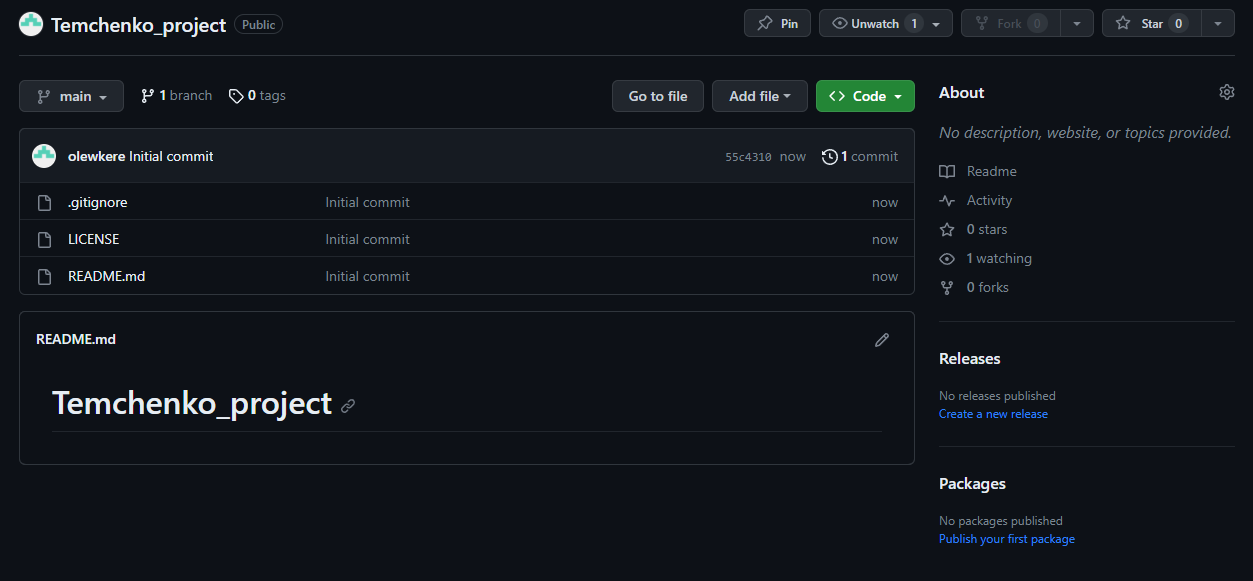 Temchenko_project Public Pin Unwatch 1 Fork 0 Star 0
main 1 branch 0 tags Go to file Add file Code
olewkere Initial commit 55c4310 now 1 commit
.gitignore Initial commit now
LICENSE Initial commit now
README.md Initial commit now
README.md
Temchenko_project
About
No description, website, or topics provided.
Readme
Activity
0 stars
1 watching
0 forks
Releases
No releases published
Create a new release
Packages
No packages published
Publish your first package